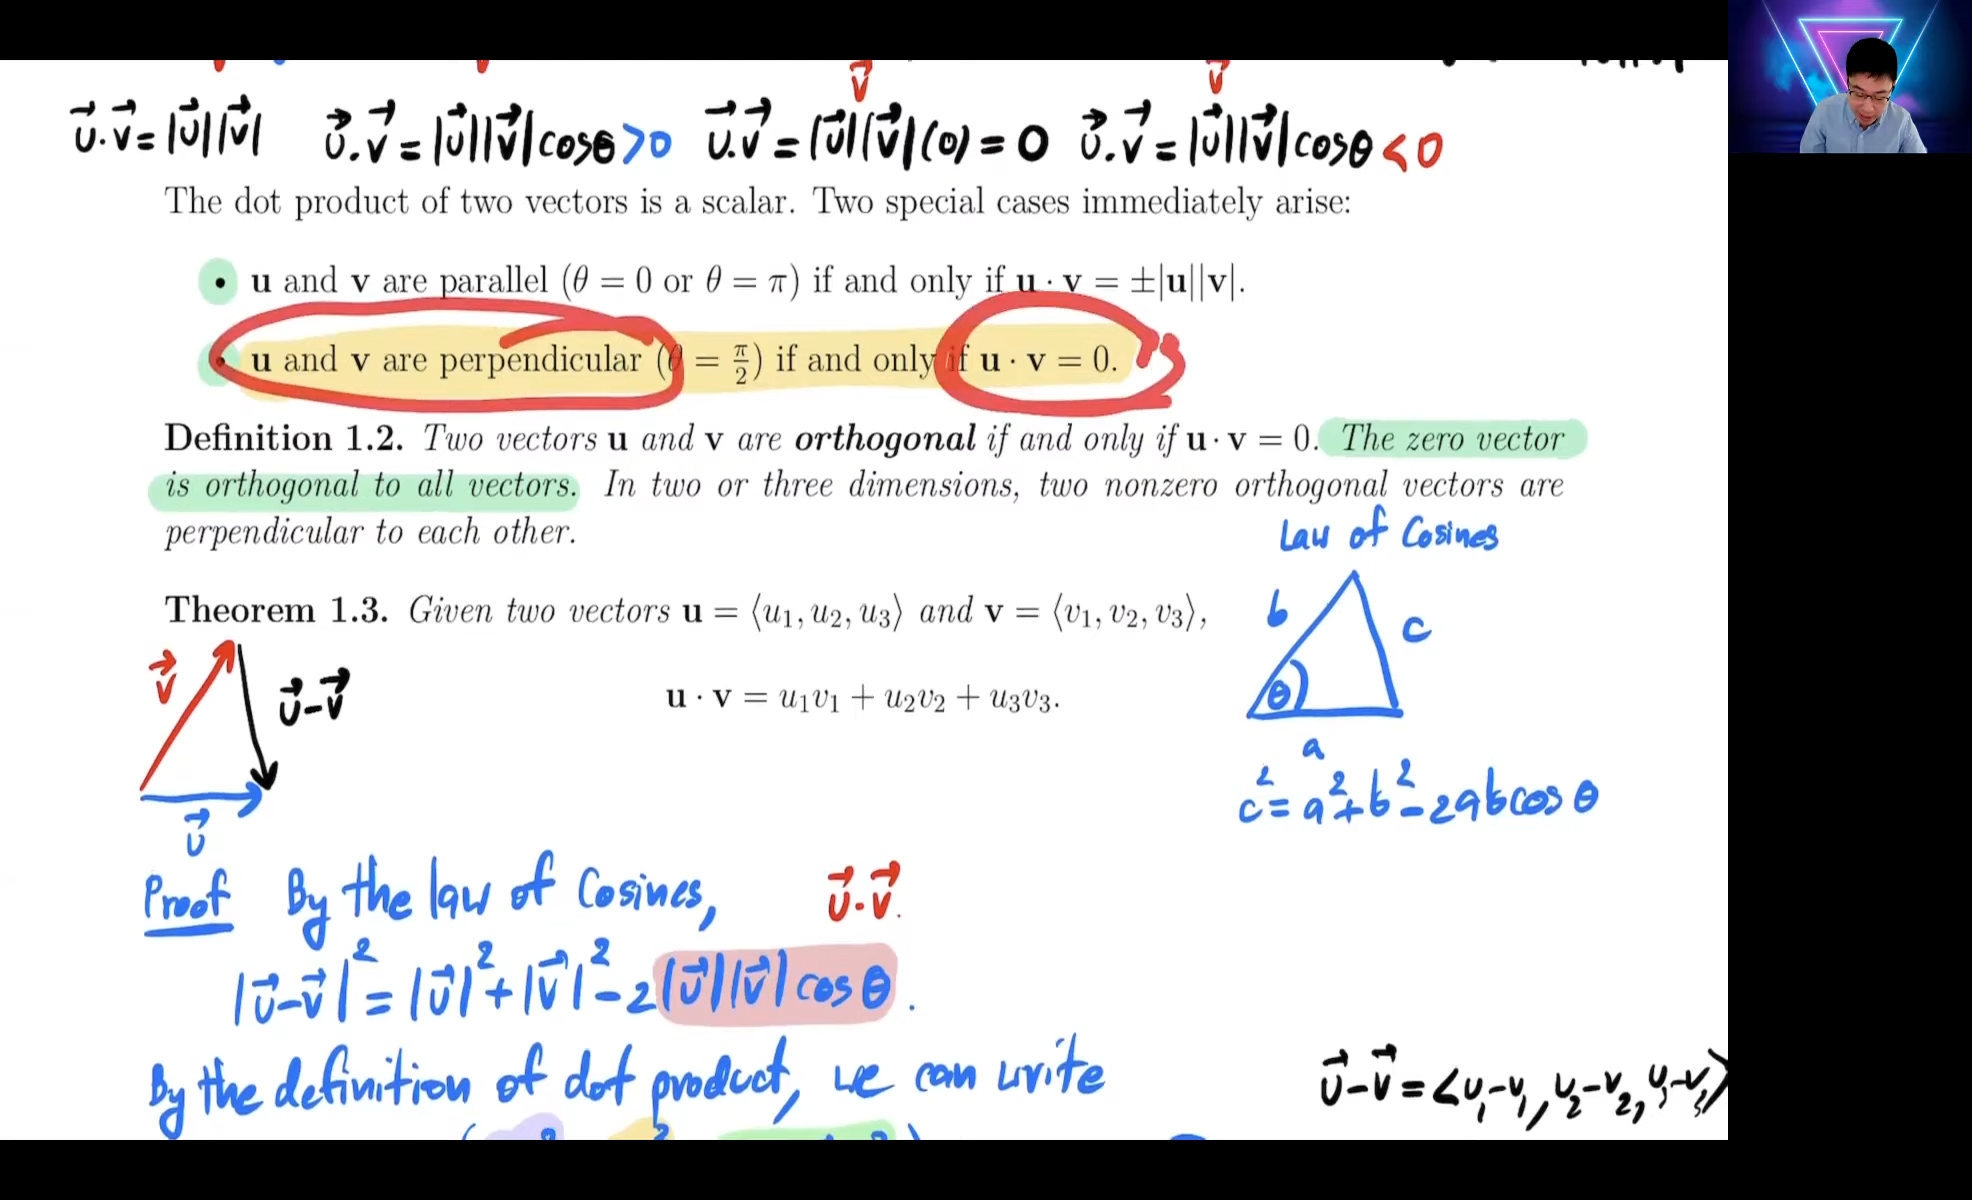 v⃗ v⃗
u⃗·v⃗ = |u⃗||v⃗| u⃗·v⃗ = |u⃗||v⃗|cosθ >0 u⃗·v⃗ = |u⃗||v⃗|(0) = 0 u⃗·v⃗ = |u⃗||v⃗|cosθ < 0
The dot product of two vectors is a scalar. Two special cases immediately arise:
• u and v are parallel (θ = 0 or θ = π) if and only if u · v = ±|u||v|.
• u and v are perpendicular (θ = π/2) if and only if u · v = 0.
Definition 1.2. Two vectors u and v are orthogonal if and only if u · v = 0. The zero vector
is orthogonal to all vectors. In two or three dimensions, two nonzero orthogonal vectors are
perpendicular to each other.
Law of Cosines
Theorem 1.3. Given two vectors u = ⟨u₁, u₂, u₃⟩ and v = ⟨v₁, v₂, v₃⟩,
b c
θ
a
v⃗ u⃗-v⃗
u · v = u₁v₁ + u₂v₂ + u₃v₃.
u⃗
c² = a² + b² - 2ab cos θ
Proof By the law of Cosines, u⃗·v⃗.
|u⃗-v⃗|² = |u⃗|² + |v⃗|² - 2|u⃗||v⃗| cos θ.
By the definition of dot product, we can write
u⃗-v⃗ = <u₁-v₁, u₂-v₂, u₃-v₃>